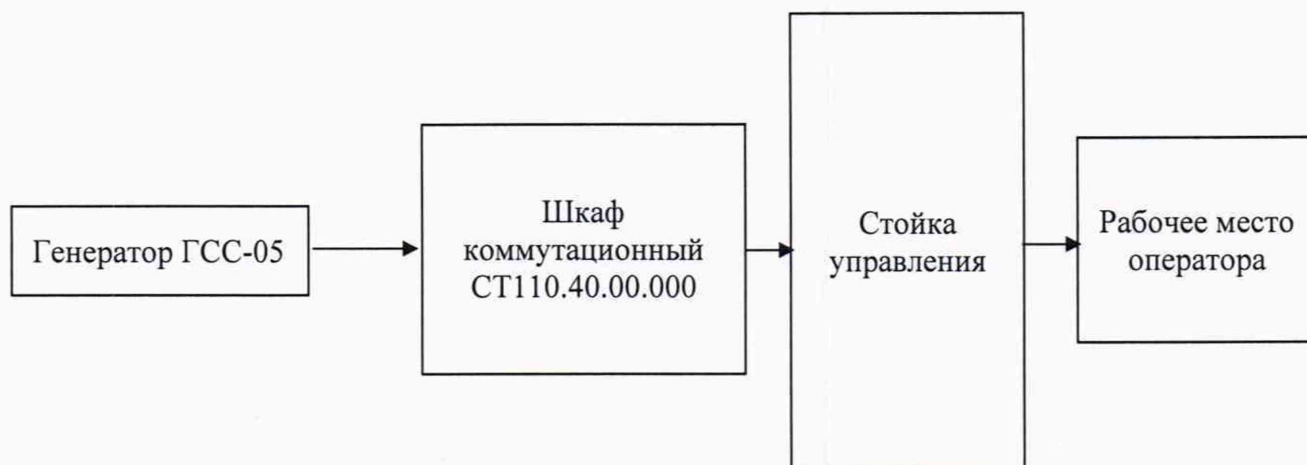 Генератор ГСС-05
Шкаф
коммутационный
СТ110.40.00.000
Стойка
управления
Рабочее место
оператора